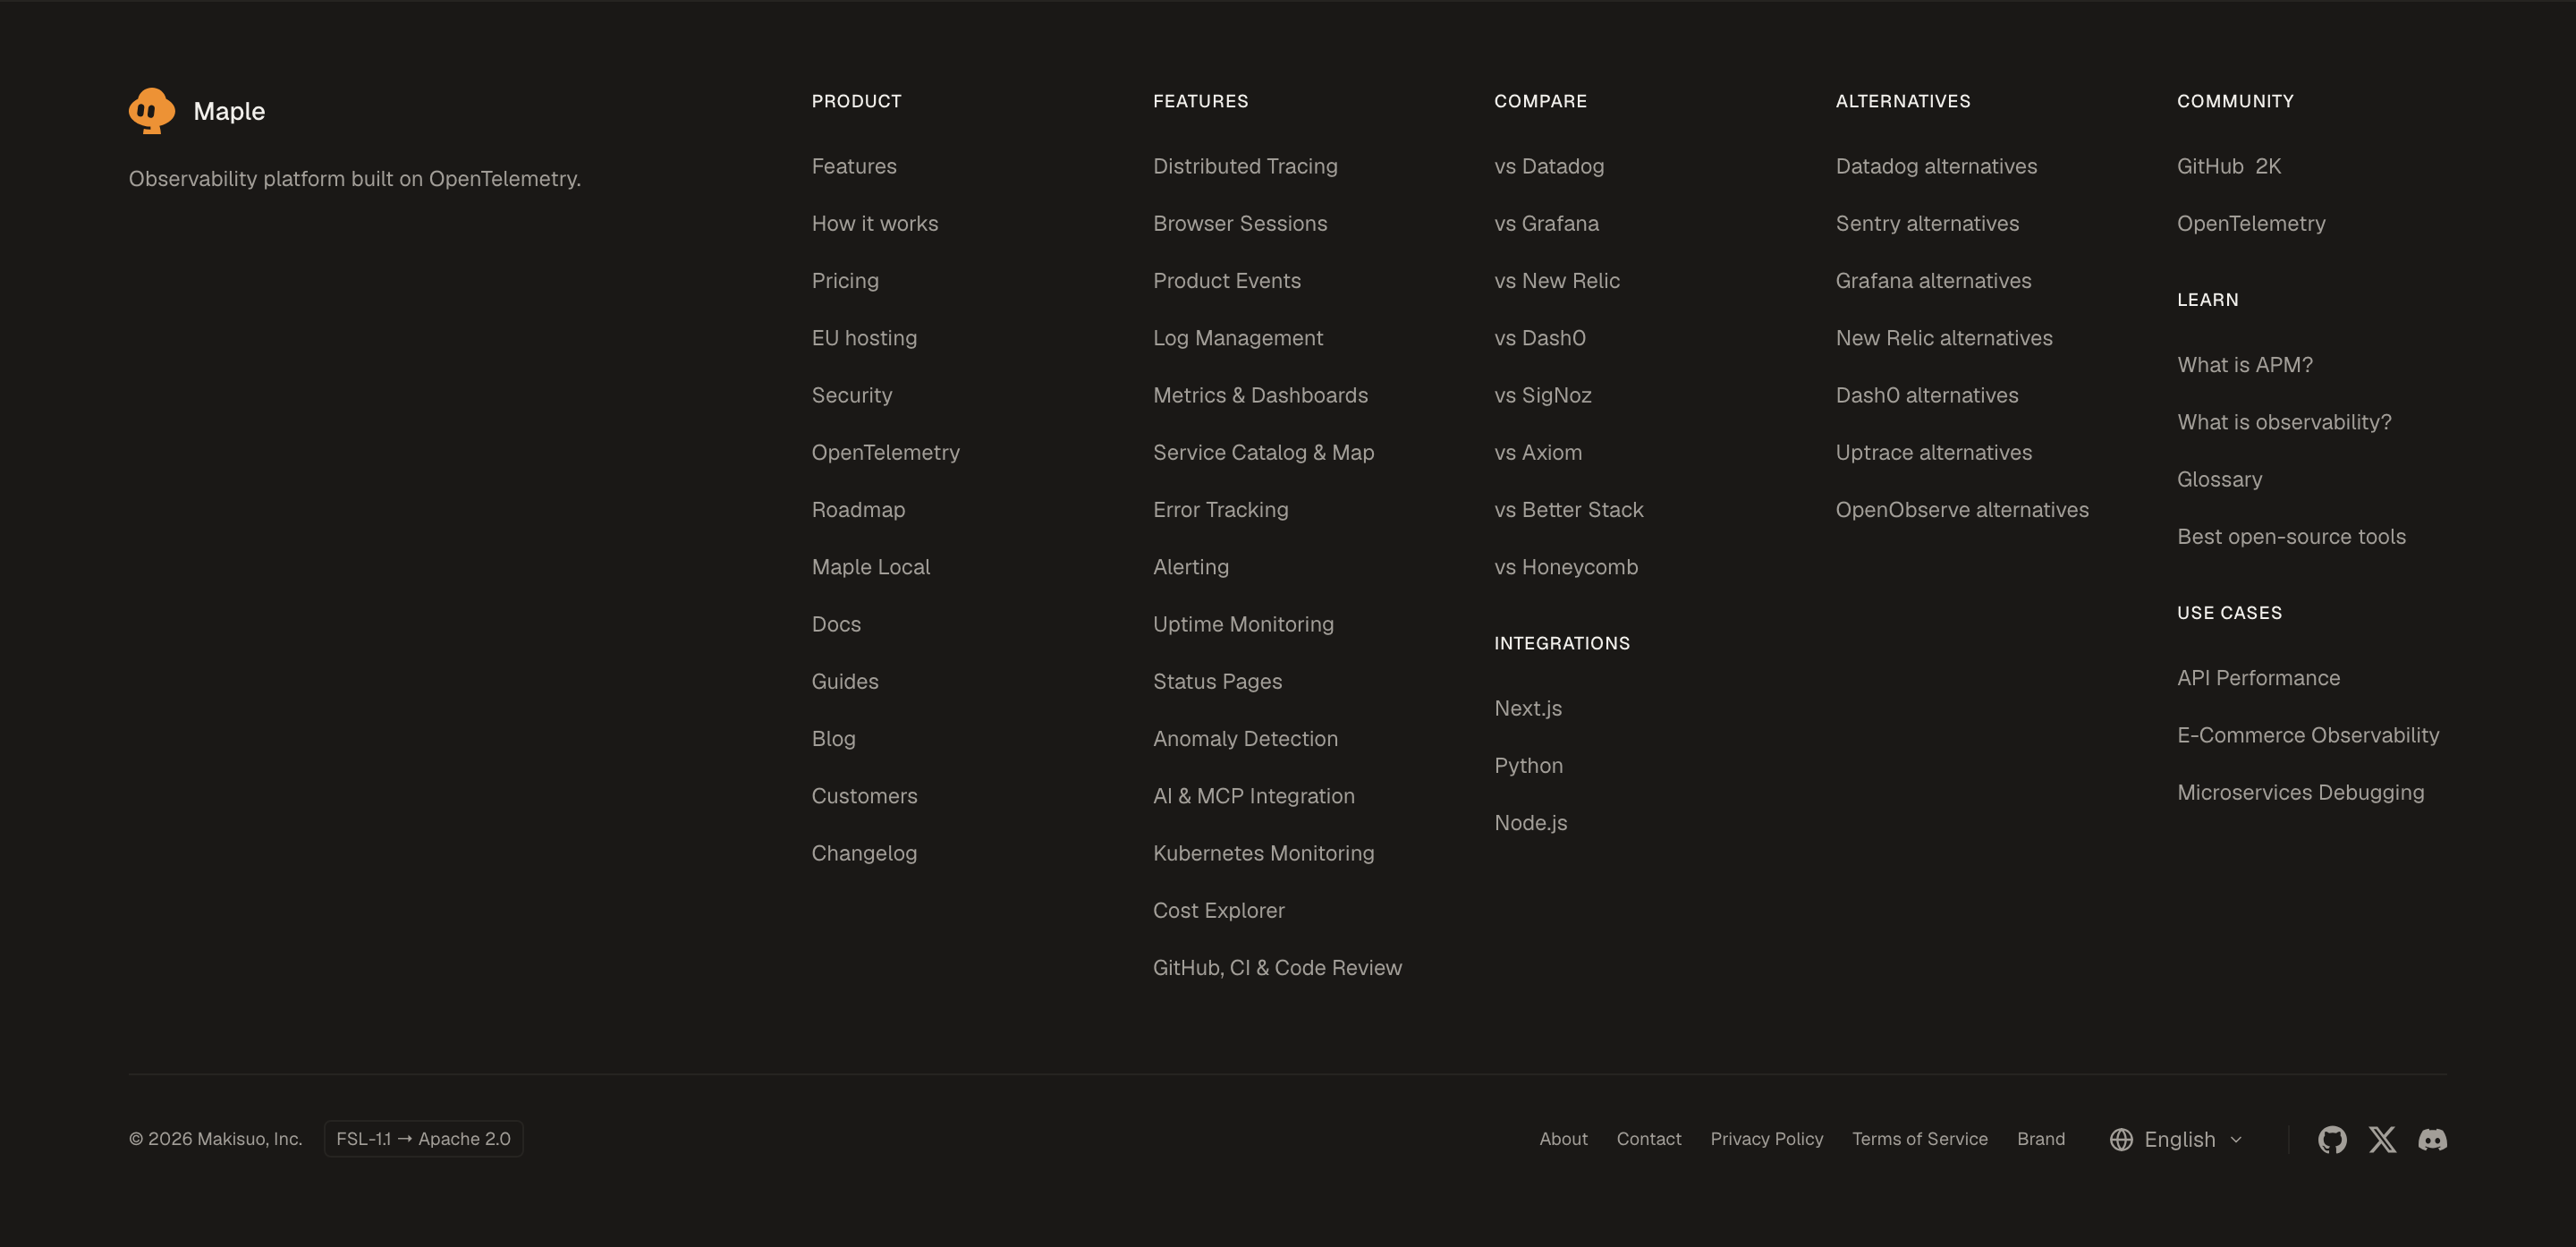 Maple
Observability platform built on OpenTelemetry.
PRODUCT
Features
How it works
Pricing
EU hosting
Security
OpenTelemetry
Roadmap
Maple Local
Docs
Guides
Blog
Customers
Changelog
FEATURES
Distributed Tracing
Browser Sessions
Product Events
Log Management
Metrics & Dashboards
Service Catalog & Map
Error Tracking
Alerting
Uptime Monitoring
Status Pages
Anomaly Detection
AI & MCP Integration
Kubernetes Monitoring
Cost Explorer
GitHub, CI & Code Review
COMPARE
vs Datadog
vs Grafana
vs New Relic
vs Dash0
vs SigNoz
vs Axiom
vs Better Stack
vs Honeycomb
INTEGRATIONS
Next.js
Python
Node.js
ALTERNATIVES
Datadog alternatives
Sentry alternatives
Grafana alternatives
New Relic alternatives
Dash0 alternatives
Uptrace alternatives
OpenObserve alternatives
COMMUNITY
GitHub 2K
OpenTelemetry
LEARN
What is APM?
What is observability?
Glossary
Best open-source tools
USE CASES
API Performance
E-Commerce Observability
Microservices Debugging
© 2026 Makisuo, Inc. FSL-1.1 → Apache 2.0
About Contact Privacy Policy Terms of Service Brand English